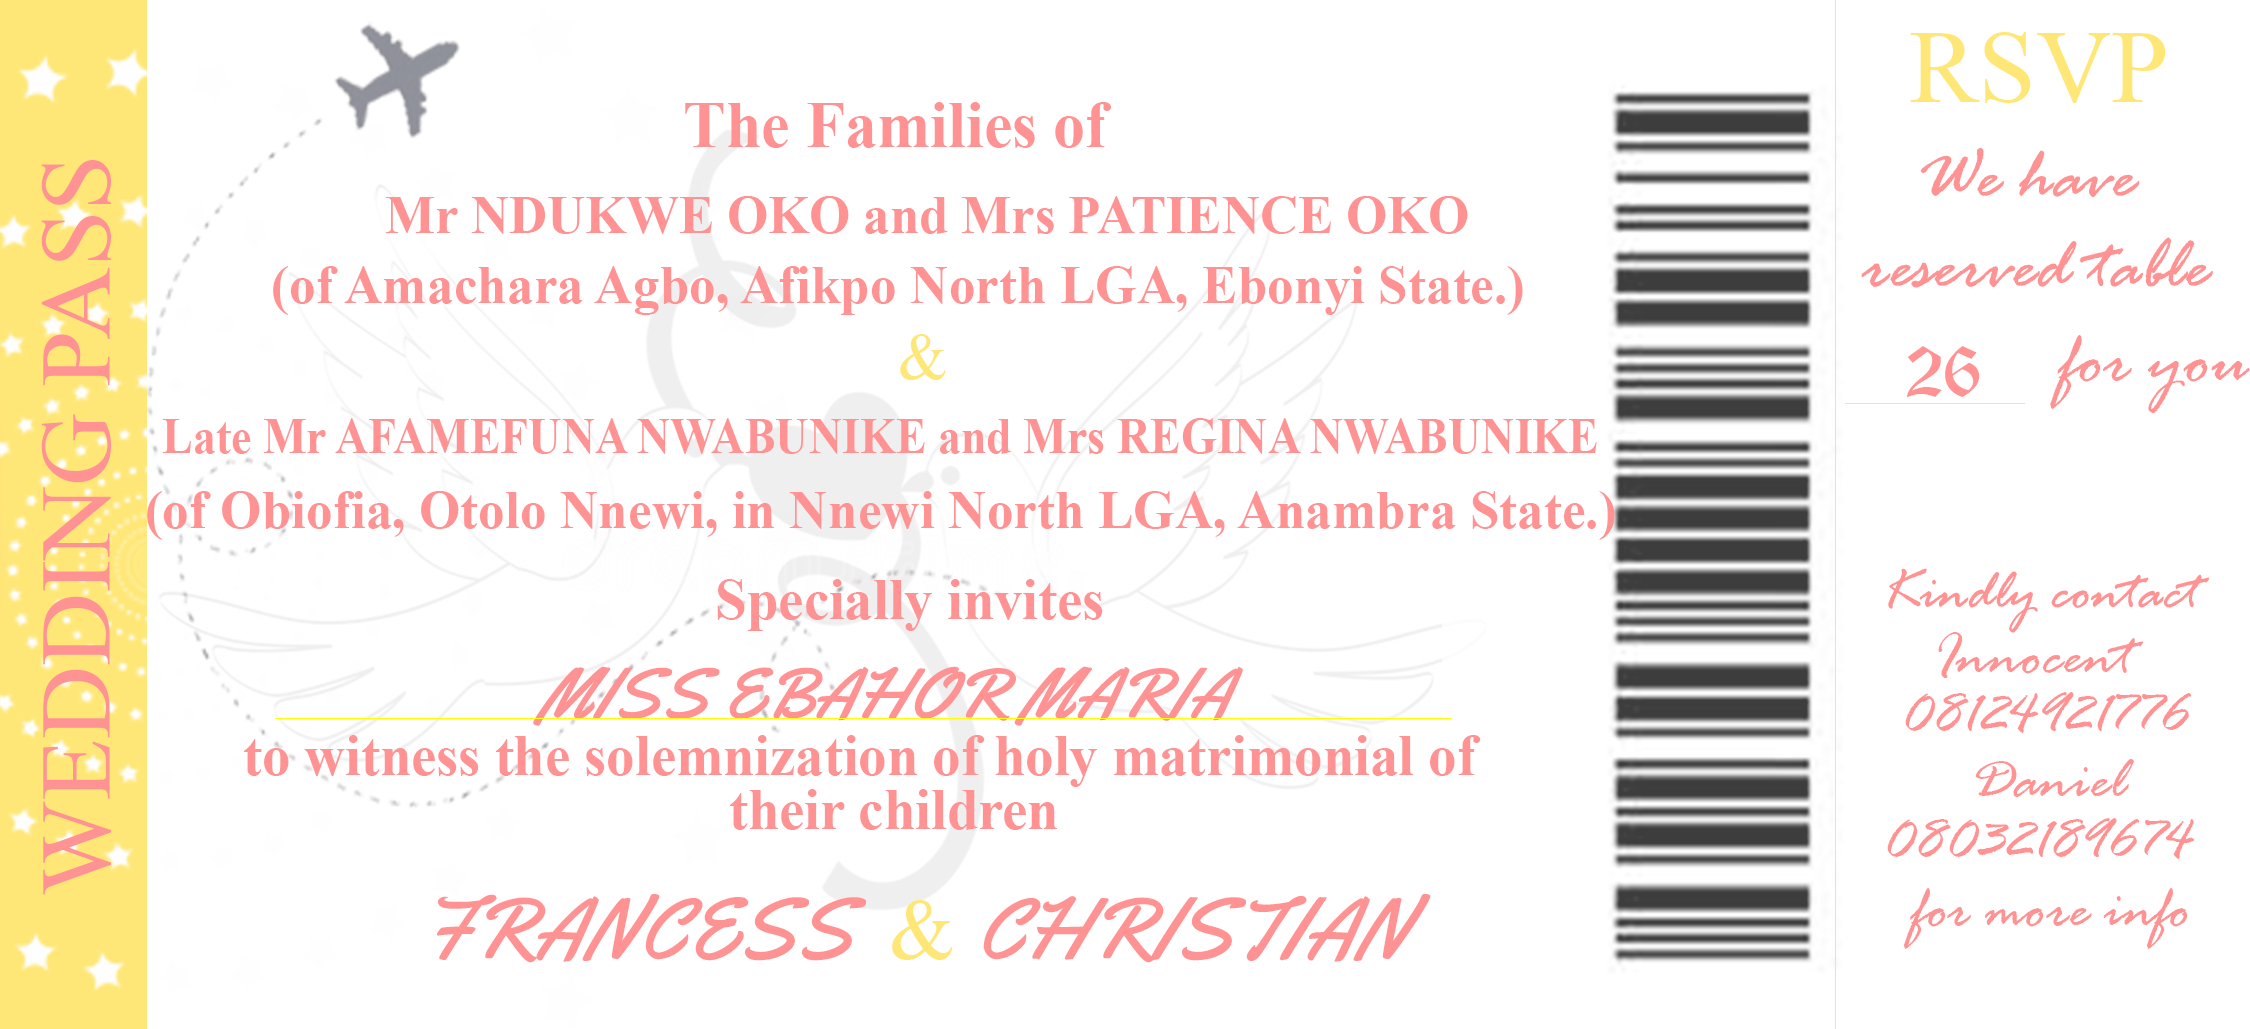 WEDDING PASS
The Families of
Mr NDUKWE OKO and Mrs PATIENCE OKO
(of Amachara Agbo, Afikpo North LGA, Ebonyi State.)
&
Late Mr AFAMEFUNA NWABUNIKE and Mrs REGINA NWABUNIKE
(of Obiofia, Otolo Nnewi, in Nnewi North LGA, Anambra State.)
Specially invites
MISS EBAHOR MARIA
to witness the solemnization of holy matrimonial of
their children
FRANCESS & CHRISTIAN
RSVP
We have
reserved table
26 for you
Kindly contact
Innocent
08124921776
Daniel
08032189674
for more info